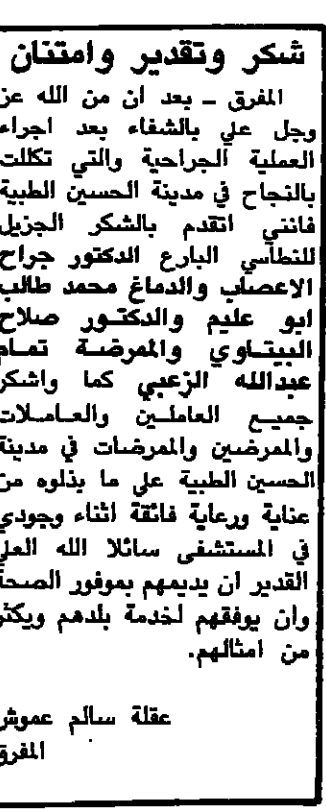 شكر وتقدير وامتنان
المفرق – بعد ان من الله عز
وجل علي بالشفاء بعد اجراء
العملية الجراحية والتي تكللت
بالنجاح في مدينة الحسين الطبية
فانني اتقدم بالشكر الجزيل
للنطاسي البارع الدكتور جراح
الاعصاب والدماغ محمد طالب
ابو عليم والدكتور صلاح
البيتاوي والممرضة تمام
عبدالله الزعبي كما واشكر
جميع العاملين والعاملات
والممرضين والممرضات في مدينة
الحسين الطبية على ما بذلوه من
عناية ورعاية فائقة اثناء وجودي
في المستشفى سائلا الله العلي
القدير ان يديمهم بموفور الصحة
وان يوفقهم لخدمة بلدهم ويكثر
من امثالهم.
عقلة سالم عموش
المفرق